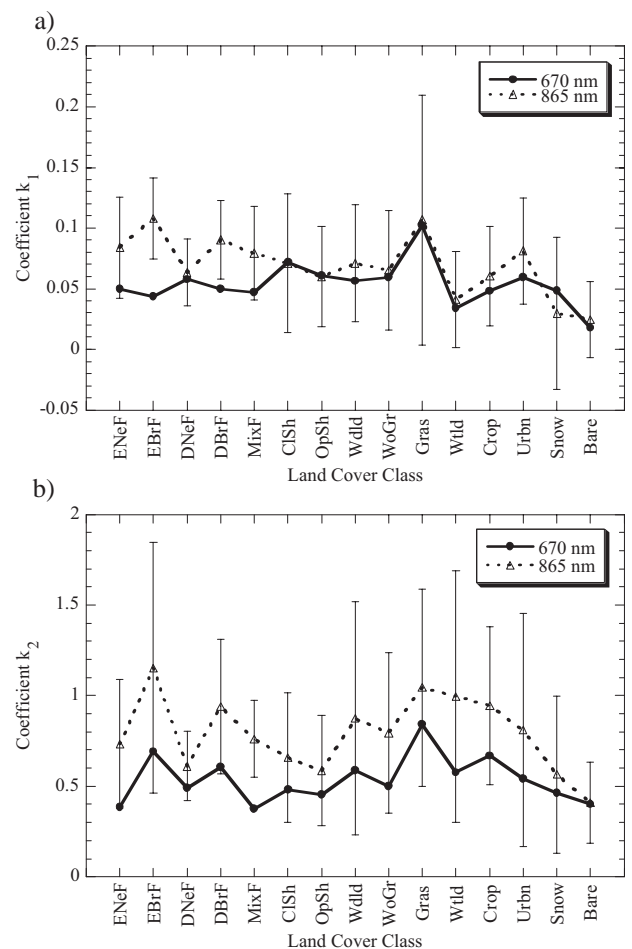 a)
0.25
0.2
0.15
0.1
0.05
0
-0.05
Coefficient k1
670 nm
865 nm
ENeF
EBrF
DNeF
DBrF
MixF
ClSh
OpSh
Wdld
WoGr
Gras
Wtld
Crop
Urbn
Snow
Bare
Land Cover Class
b)
2
1.5
1
0.5
0
Coefficient k2
670 nm
865 nm
ENeF
EBrF
DNeF
DBrF
MixF
ClSh
OpSh
Wdld
WoGr
Gras
Wtld
Crop
Urbn
Snow
Bare
Land Cover Class